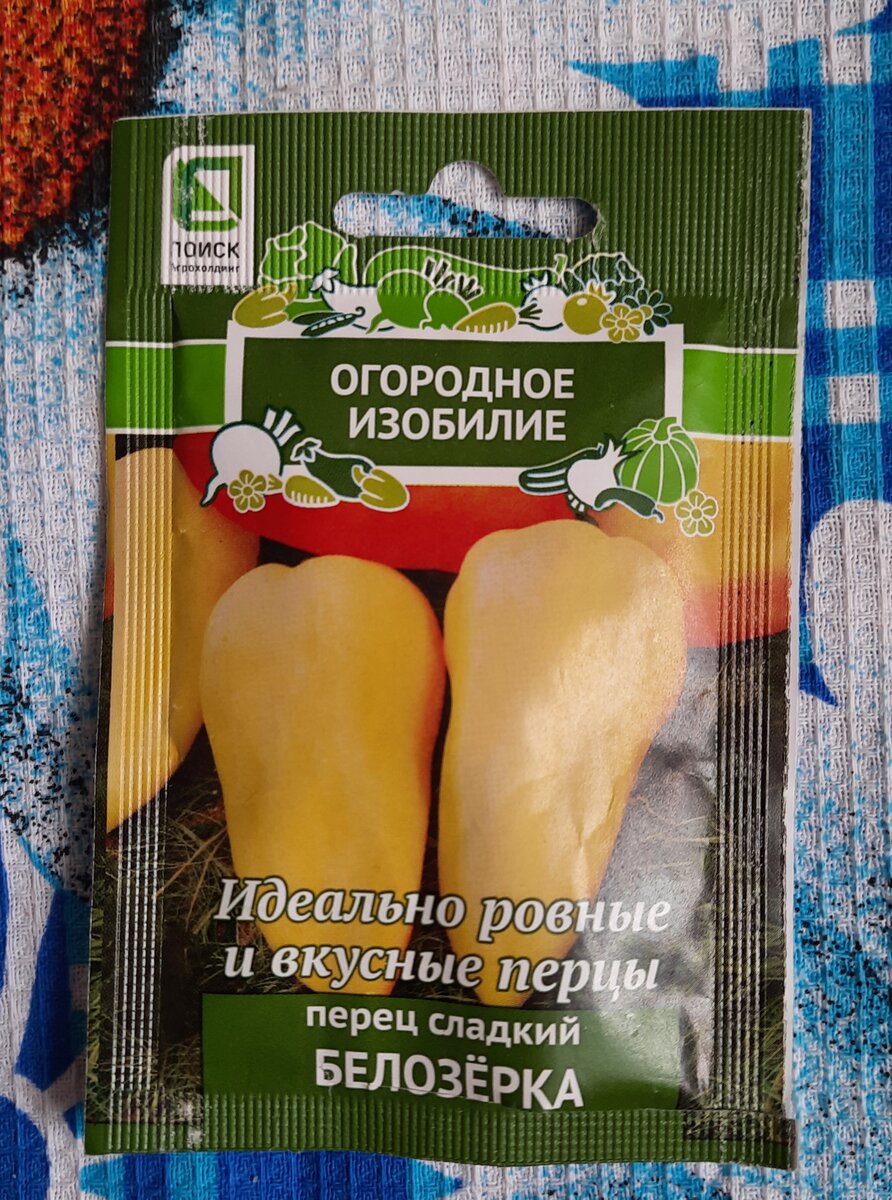 ПОИСК
Агрохолдинг
ОГОРОДНОЕ
ИЗОБИЛИЕ
Идеально ровные
и вкусные перцы
перец сладкий
БЕЛОЗЁРКА